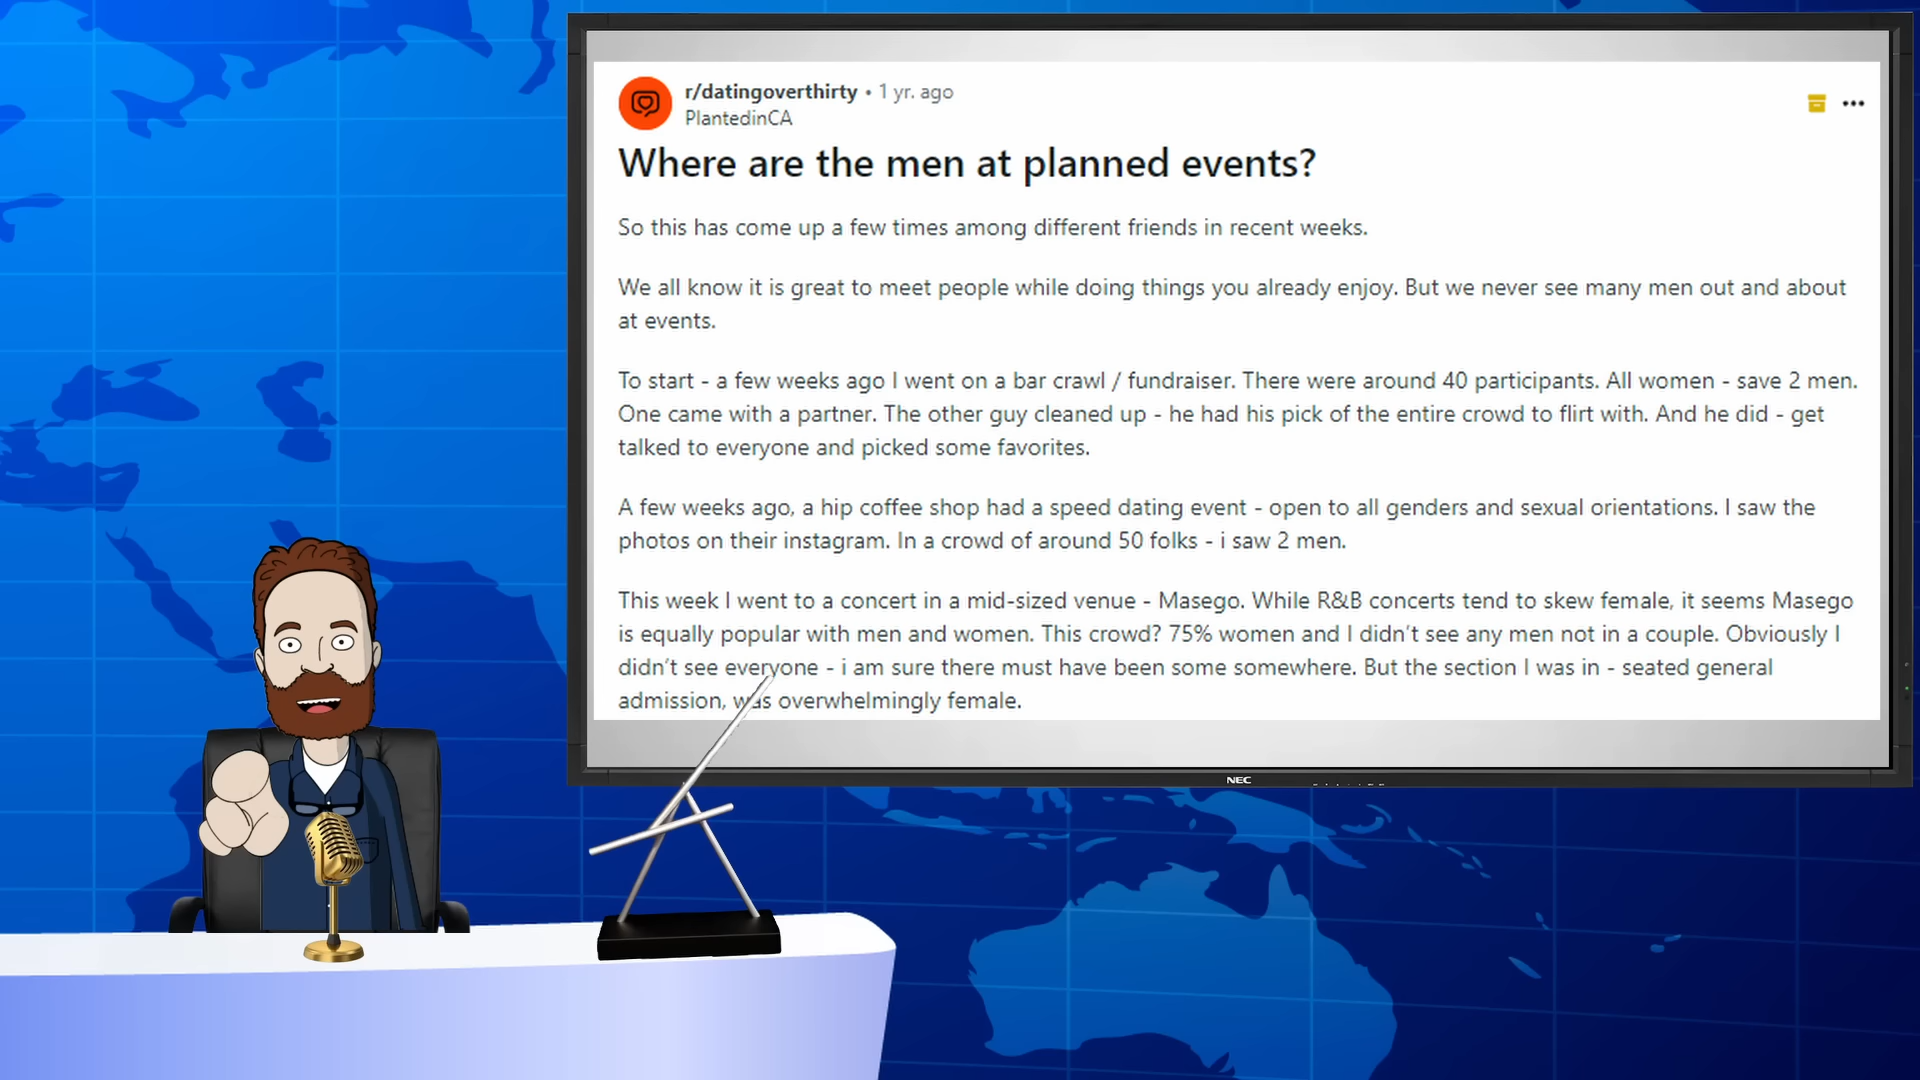 r/datingoverthirty • 1 yr. ago
PlantedinCA
Where are the men at planned events?
So this has come up a few times among different friends in recent weeks.
We all know it is great to meet people while doing things you already enjoy. But we never see many men out and about
at events.
To start - a few weeks ago I went on a bar crawl / fundraiser. There were around 40 participants. All women - save 2 men.
One came with a partner. The other guy cleaned up - he had his pick of the entire crowd to flirt with. And he did - get
talked to everyone and picked some favorites.
A few weeks ago, a hip coffee shop had a speed dating event - open to all genders and sexual orientations. I saw the
photos on their instagram. In a crowd of around 50 folks - i saw 2 men.
This week I went to a concert in a mid-sized venue - Masego. While R&B concerts tend to skew female, it seems Masego
is equally popular with men and women. This crowd? 75% women and I didn't see any men not in a couple. Obviously I
didn't see everyone - i am sure there must have been some somewhere. But the section I was in - seated general
admission, was overwhelmingly female.
NEC